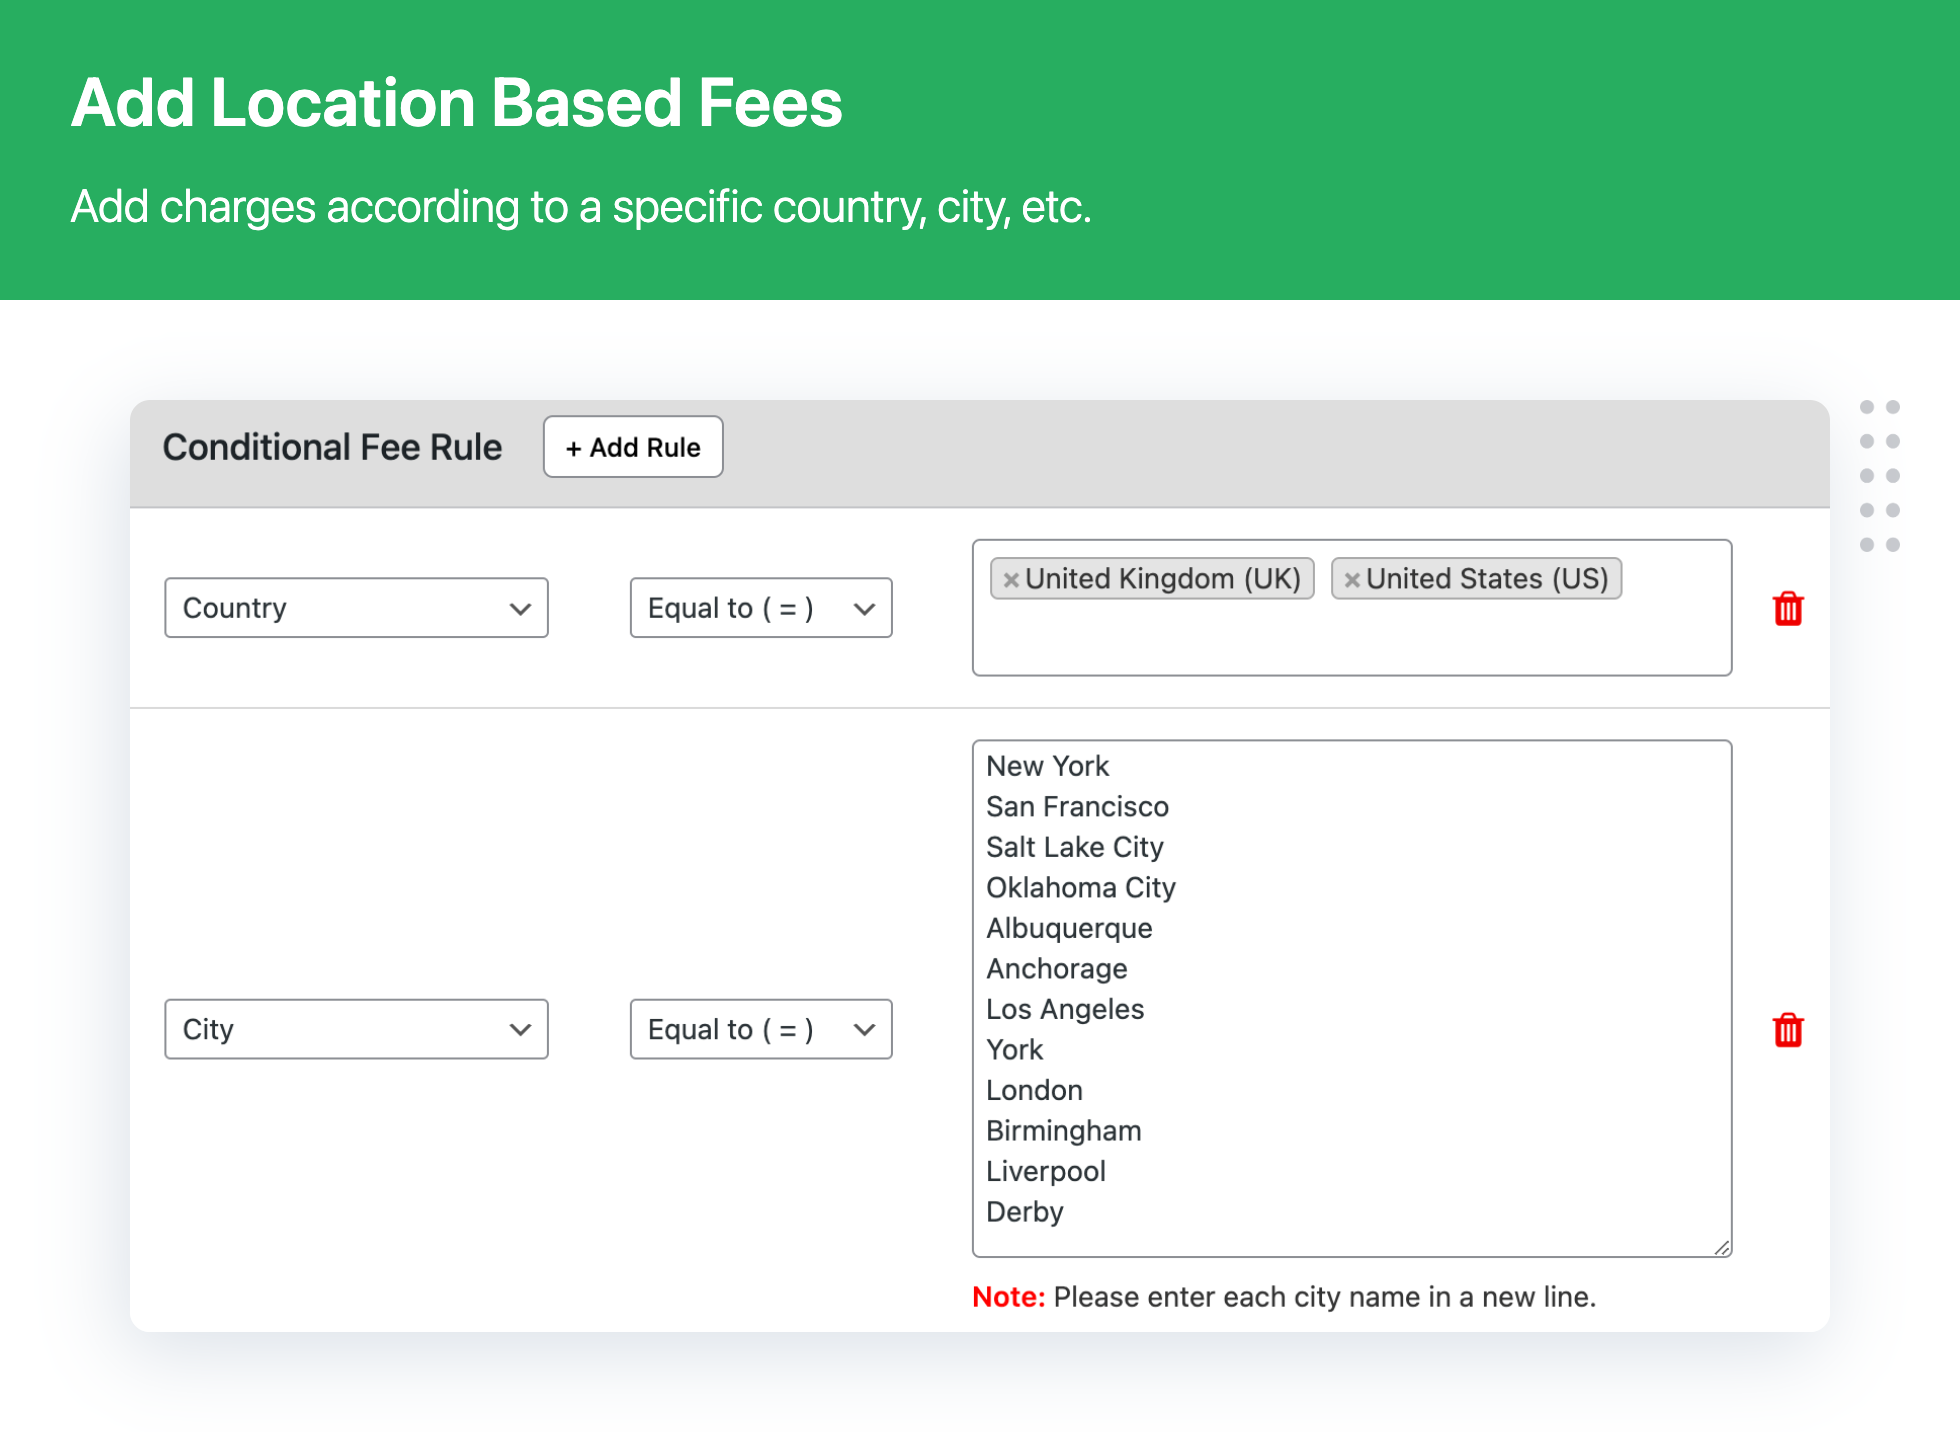 Add Location Based Fees
Add charges according to a specific country, city, etc.
Conditional Fee Rule
+ Add Rule
Country
Equal to ( = )
×United Kingdom (UK) ×United States (US)
City
Equal to ( = )
New York
San Francisco
Salt Lake City
Oklahoma City
Albuquerque
Anchorage
Los Angeles
York
London
Birmingham
Liverpool
Derby
Note: Please enter each city name in a new line.